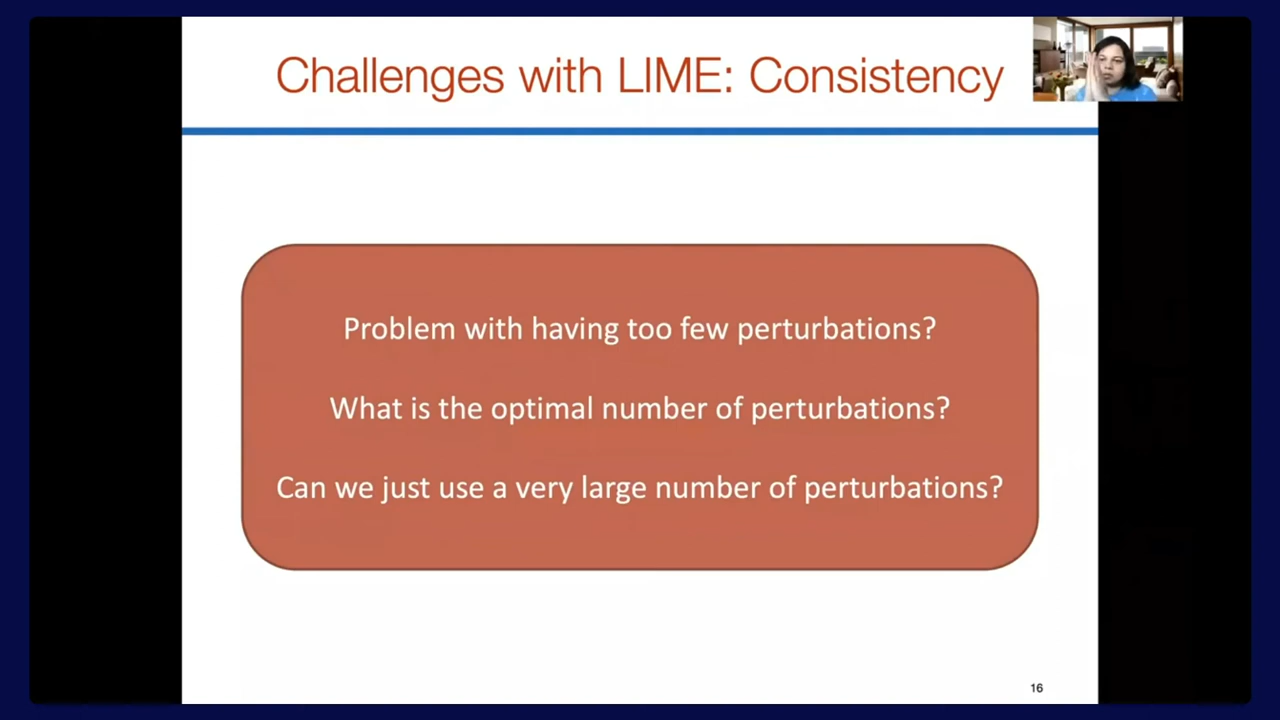 Challenges with LIME: Consistency
Problem with having too few perturbations?
What is the optimal number of perturbations?
Can we just use a very large number of perturbations?
16